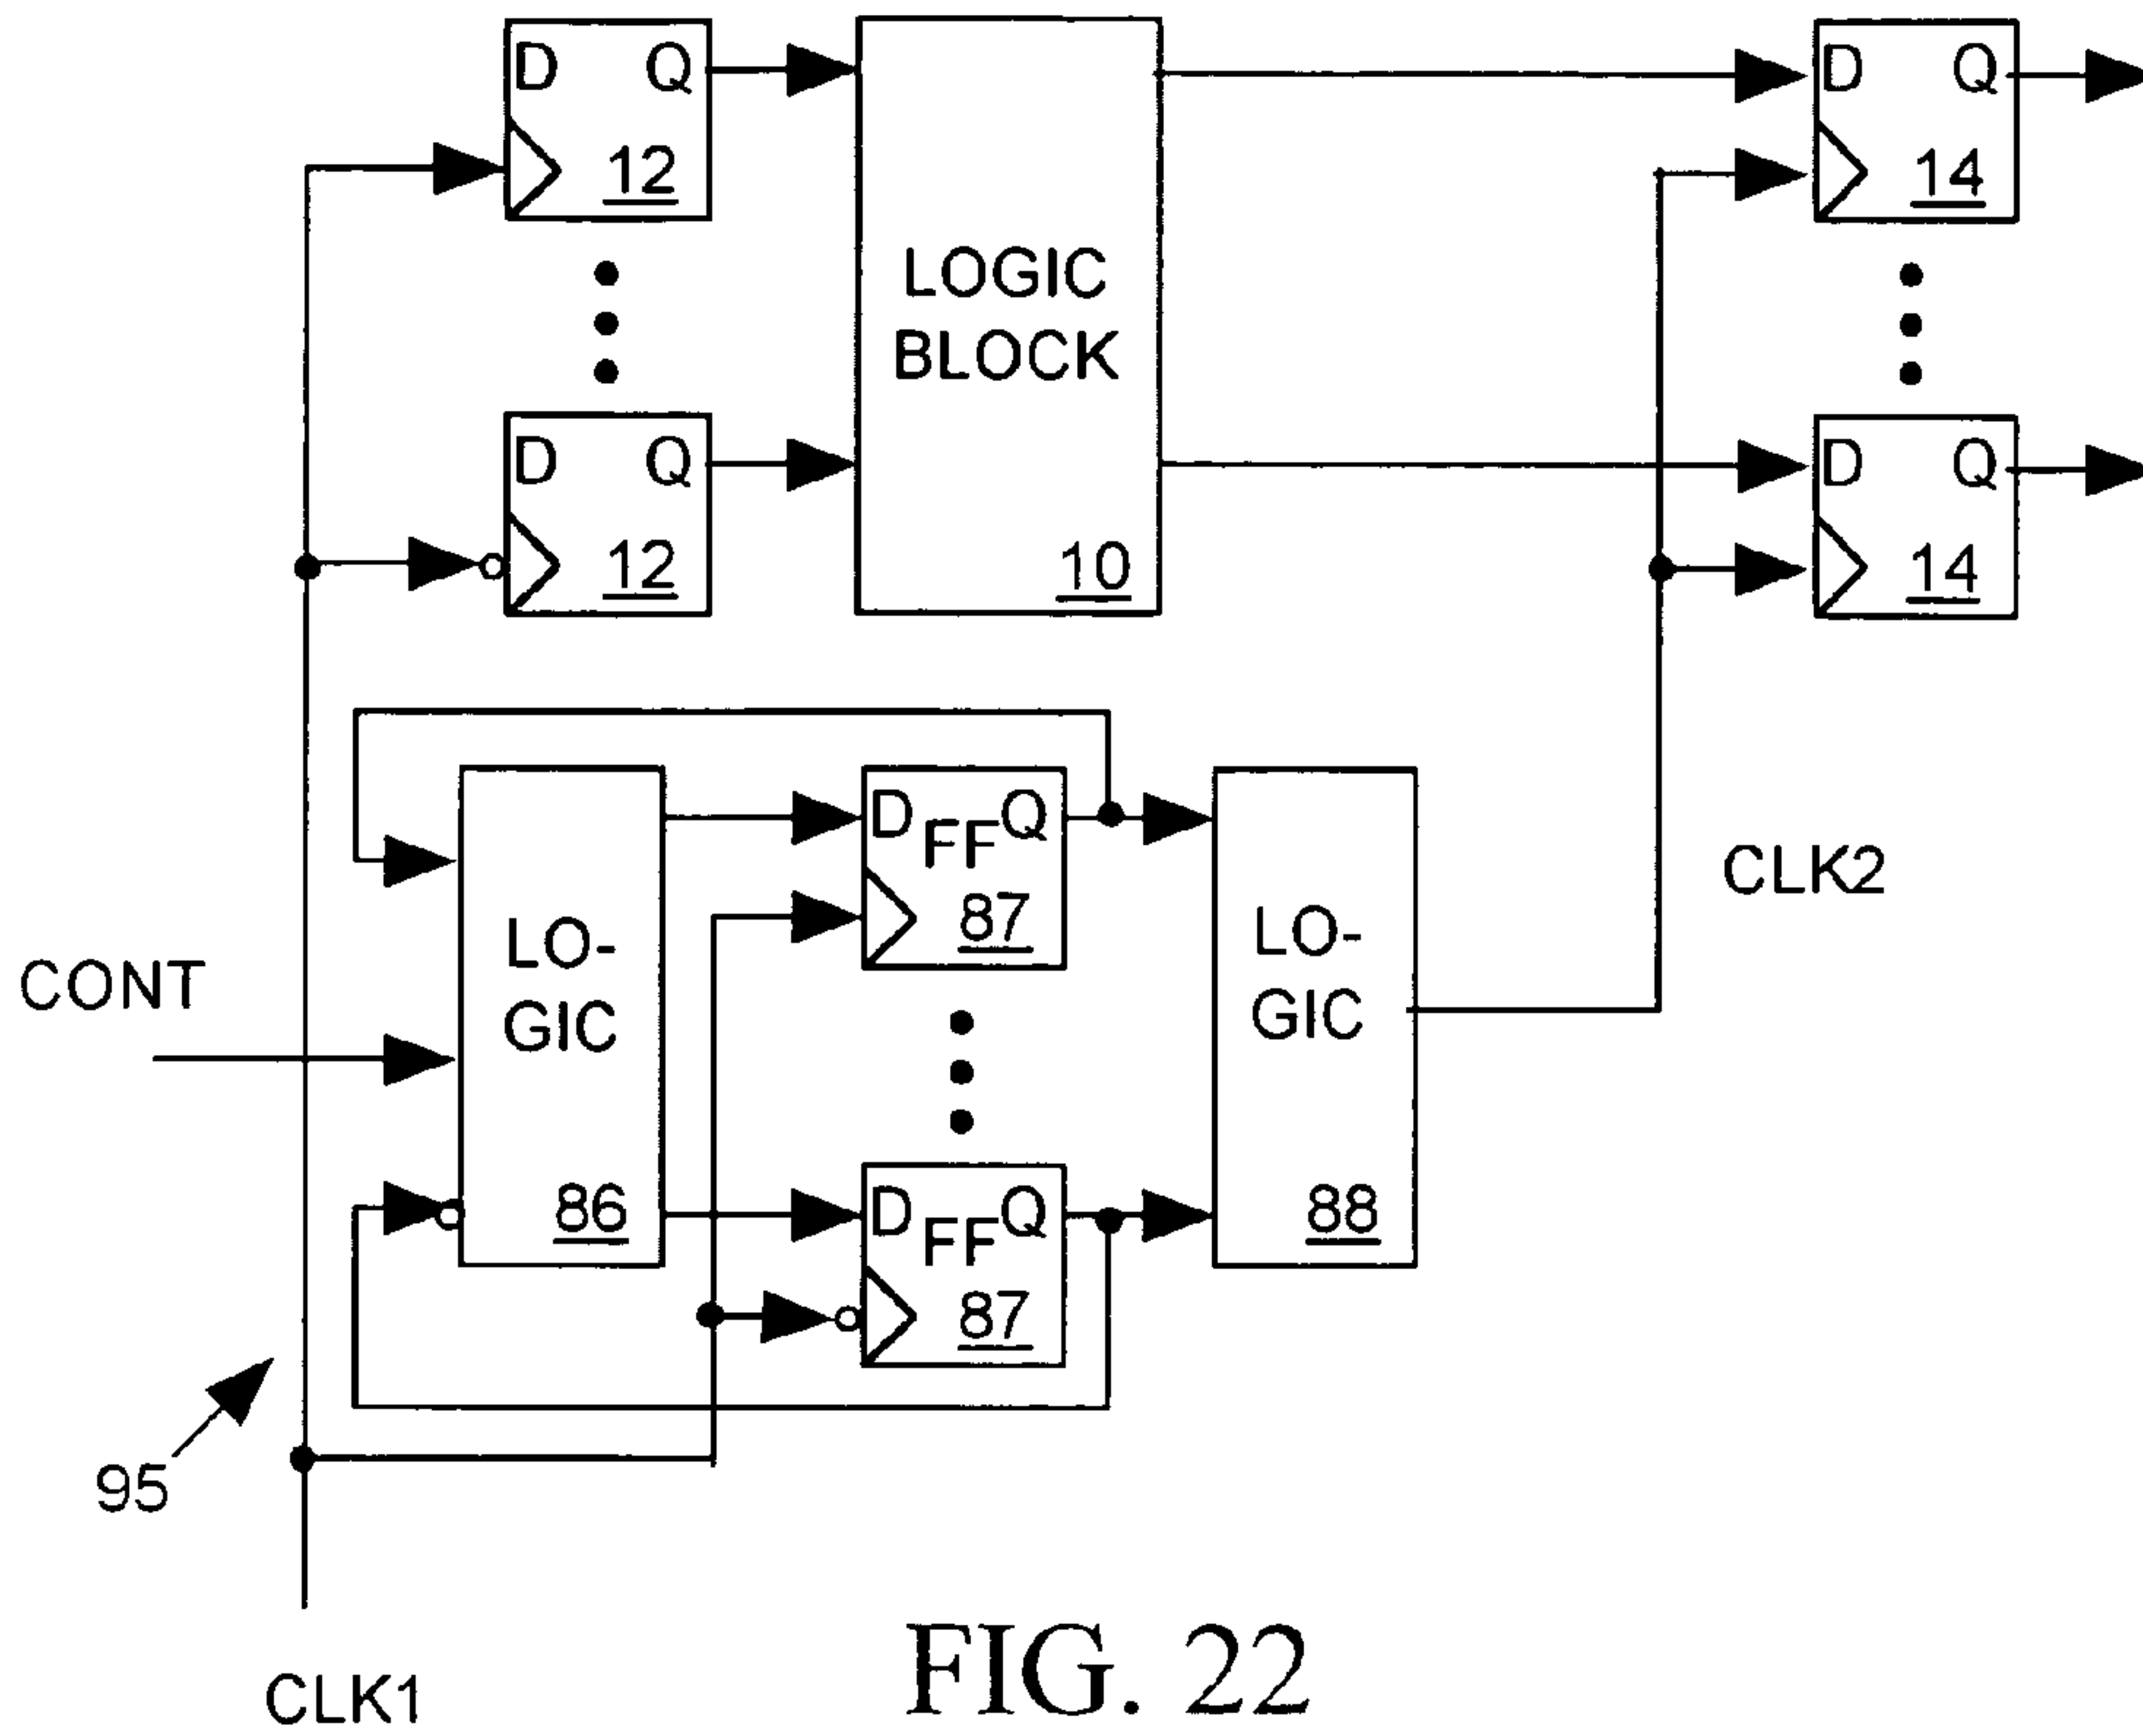 D Q
12
D Q
12
LOGIC
BLOCK
10
D Q
14
D Q
14
CONT
LO-
GIC
86
D FF Q
87
D FF Q
87
LO-
GIC
88
CLK2
95
CLK1
FIG. 22